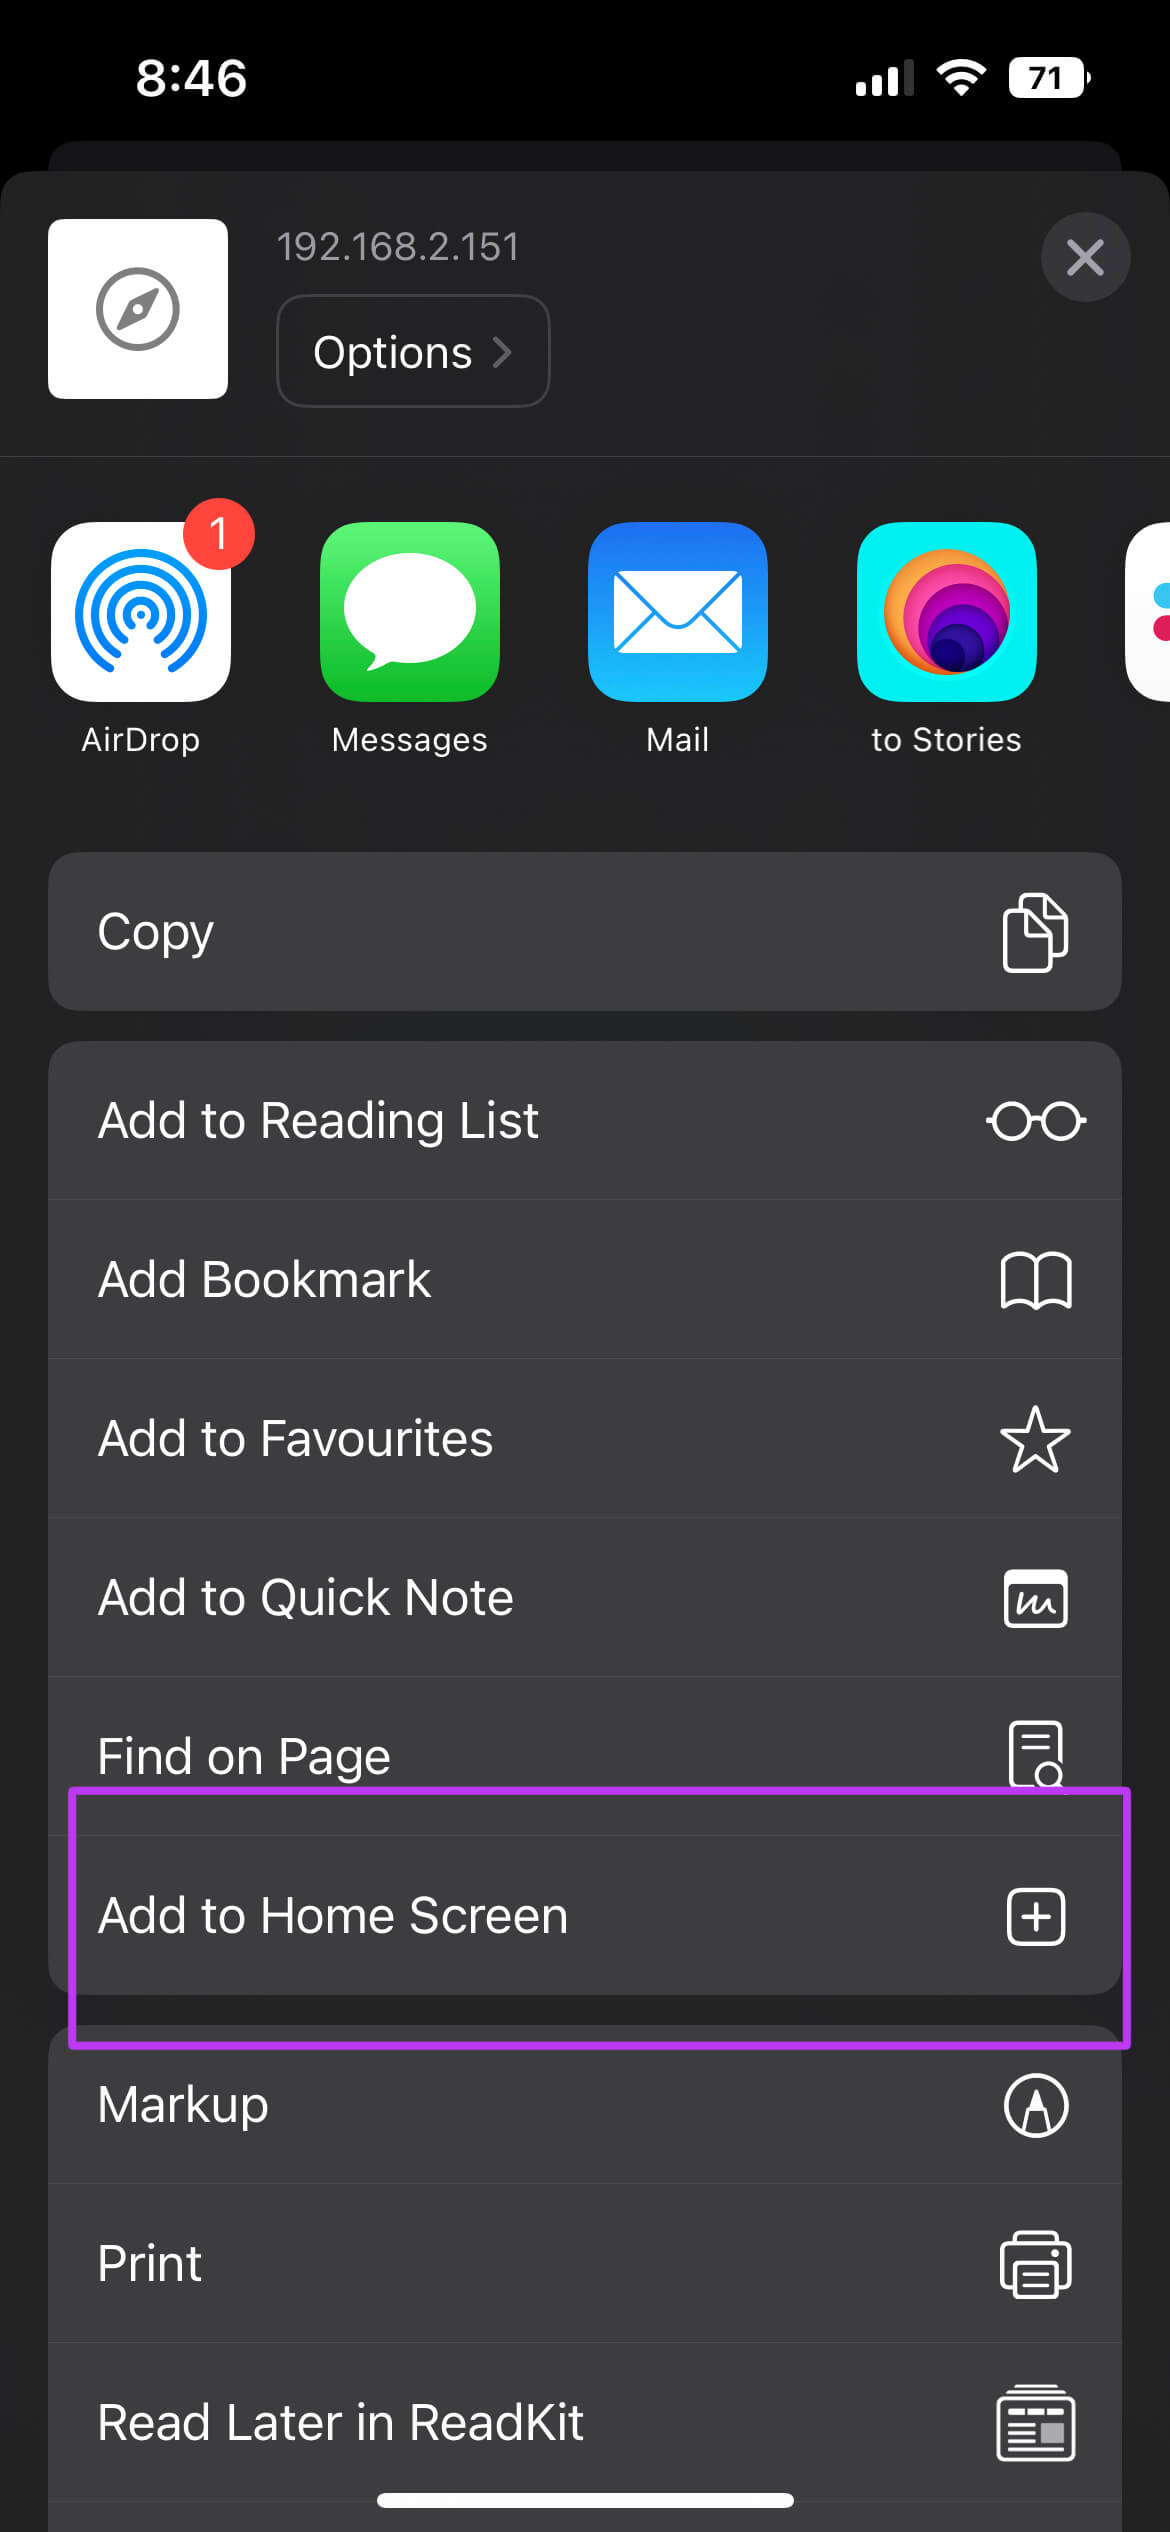 8:46
71
192.168.2.151
Options
1
AirDrop
Messages
Mail
to Stories
Copy
Add to Reading List
Add Bookmark
Add to Favourites
Add to Quick Note
Find on Page
Add to Home Screen
Markup
Print
Read Later in ReadKit